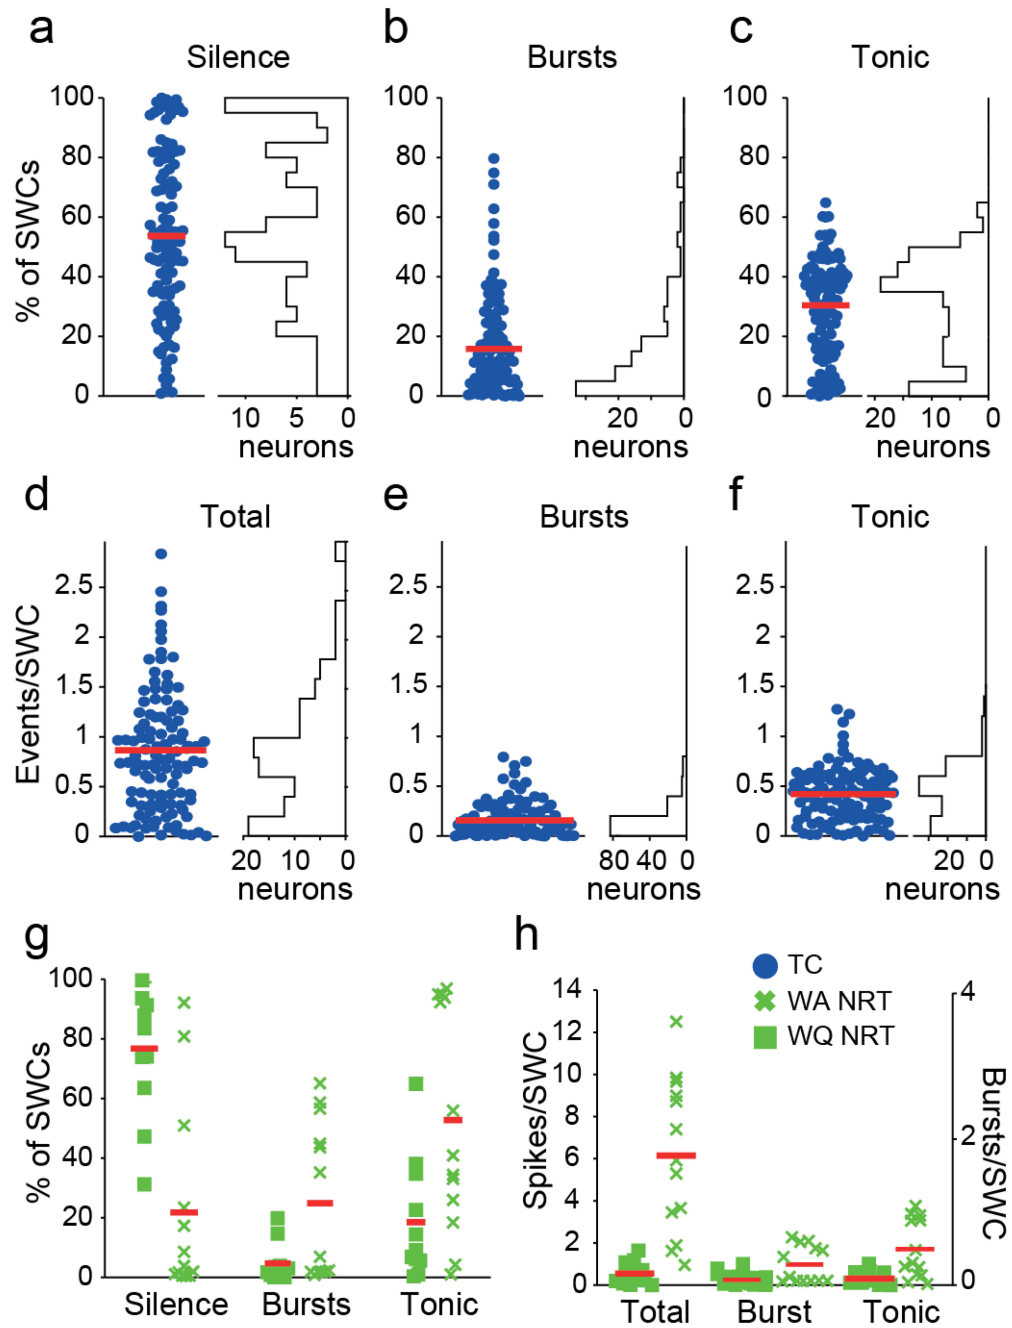 a
Silence
b
Bursts
c
Tonic
% of SWCs
100
80
60
40
20
0
10
5
0
neurons
100
80
60
40
20
0
20
0
neurons
100
80
60
40
20
0
20
10
0
neurons
d
Total
e
Bursts
f
Tonic
Events/SWC
2.5
2
1.5
1
0.5
0
20
10
0
neurons
2.5
2
1.5
1
0.5
0
80
40
0
neurons
2.5
2
1.5
1
0.5
0
20
0
neurons
g
% of SWCs
100
80
60
40
20
0
Silence
Bursts
Tonic
h
TC
WA NRT
WQ NRT
Spikes/SWC
14
12
10
8
6
4
2
0
4
2
0
Bursts/SWC
Total
Burst
Tonic